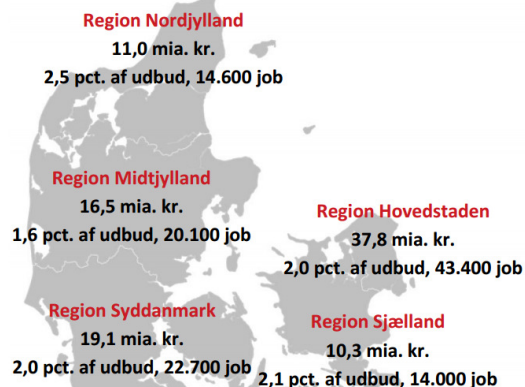 Region Nordjylland
11,0 mia. kr.
2,5 pct. af udbud, 14.600 job
Region Midtjylland
16,5 mia. kr.
1,6 pct. af udbud, 20.100 job
Region Hovedstaden
37,8 mia. kr.
2,0 pct. af udbud, 43.400 job
Region Syddanmark
19,1 mia. kr.
2,0 pct. af udbud, 22.700 job
Region Sjælland
10,3 mia. kr.
2,1 pct. af udbud, 14.000 job